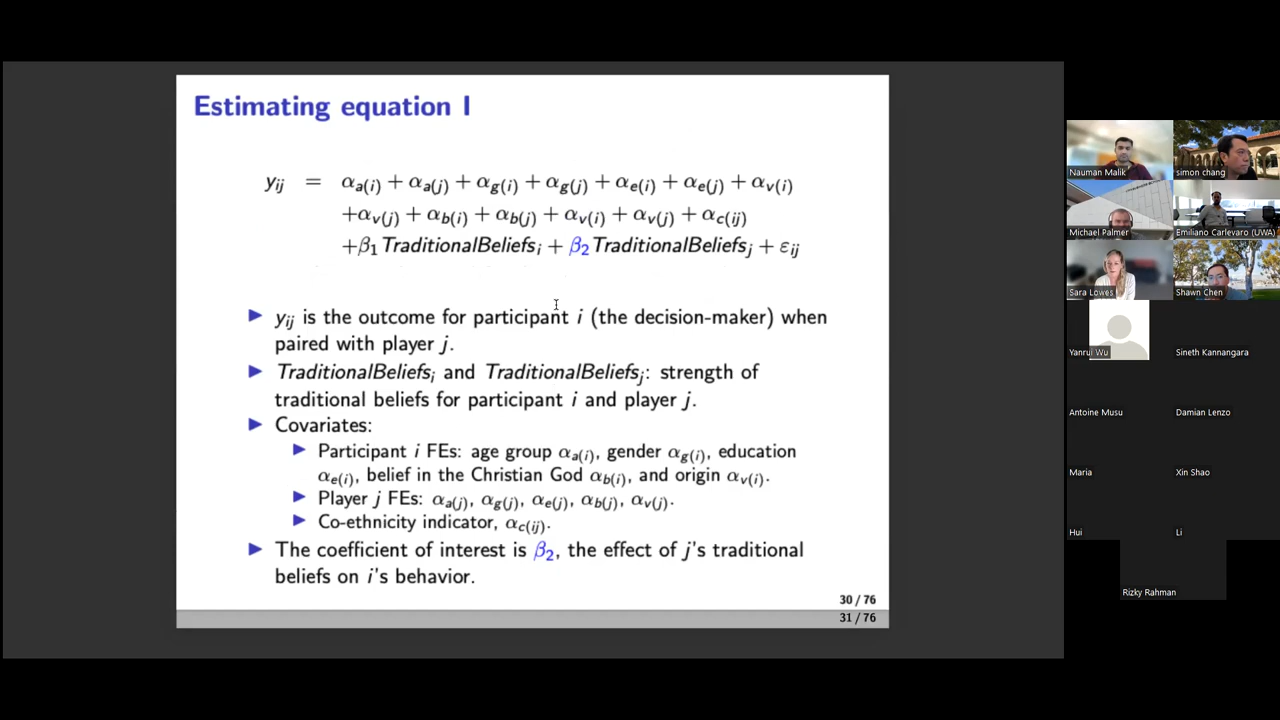 Estimating equation I
y_ij = α_a(i) + α_a(j) + α_g(i) + α_g(j) + α_e(i) + α_e(j) + α_v(i)
+α_v(j) + α_b(i) + α_b(j) + α_v(i) + α_v(j) + α_c(ij)
+β_1 TraditionalBeliefs_i + β_2 TraditionalBeliefs_j + ε_ij
▶ y_ij is the outcome for participant i (the decision-maker) when
paired with player j.
▶ TraditionalBeliefs_i and TraditionalBeliefs_j: strength of
traditional beliefs for participant i and player j.
▶ Covariates:
▶ Participant i FEs: age group α_a(i), gender α_g(i), education
α_e(i), belief in the Christian God α_b(i), and origin α_v(i).
▶ Player j FEs: α_a(j), α_g(j), α_e(j), α_b(j), α_v(j).
▶ Co-ethnicity indicator, α_c(ij).
▶ The coefficient of interest is β_2, the effect of j's traditional
beliefs on i's behavior.
30 / 76
31 / 76
Nauman Malik
simon chang
Michael Palmer
Emiliano Carlevaro (UWA)
Sara Lowes
Shawn Chen
Yanrui Wu
Sineth Kannangara
Antoine Musu
Damian Lenzo
Maria
Xin Shao
Hui
Li
Rizky Rahman